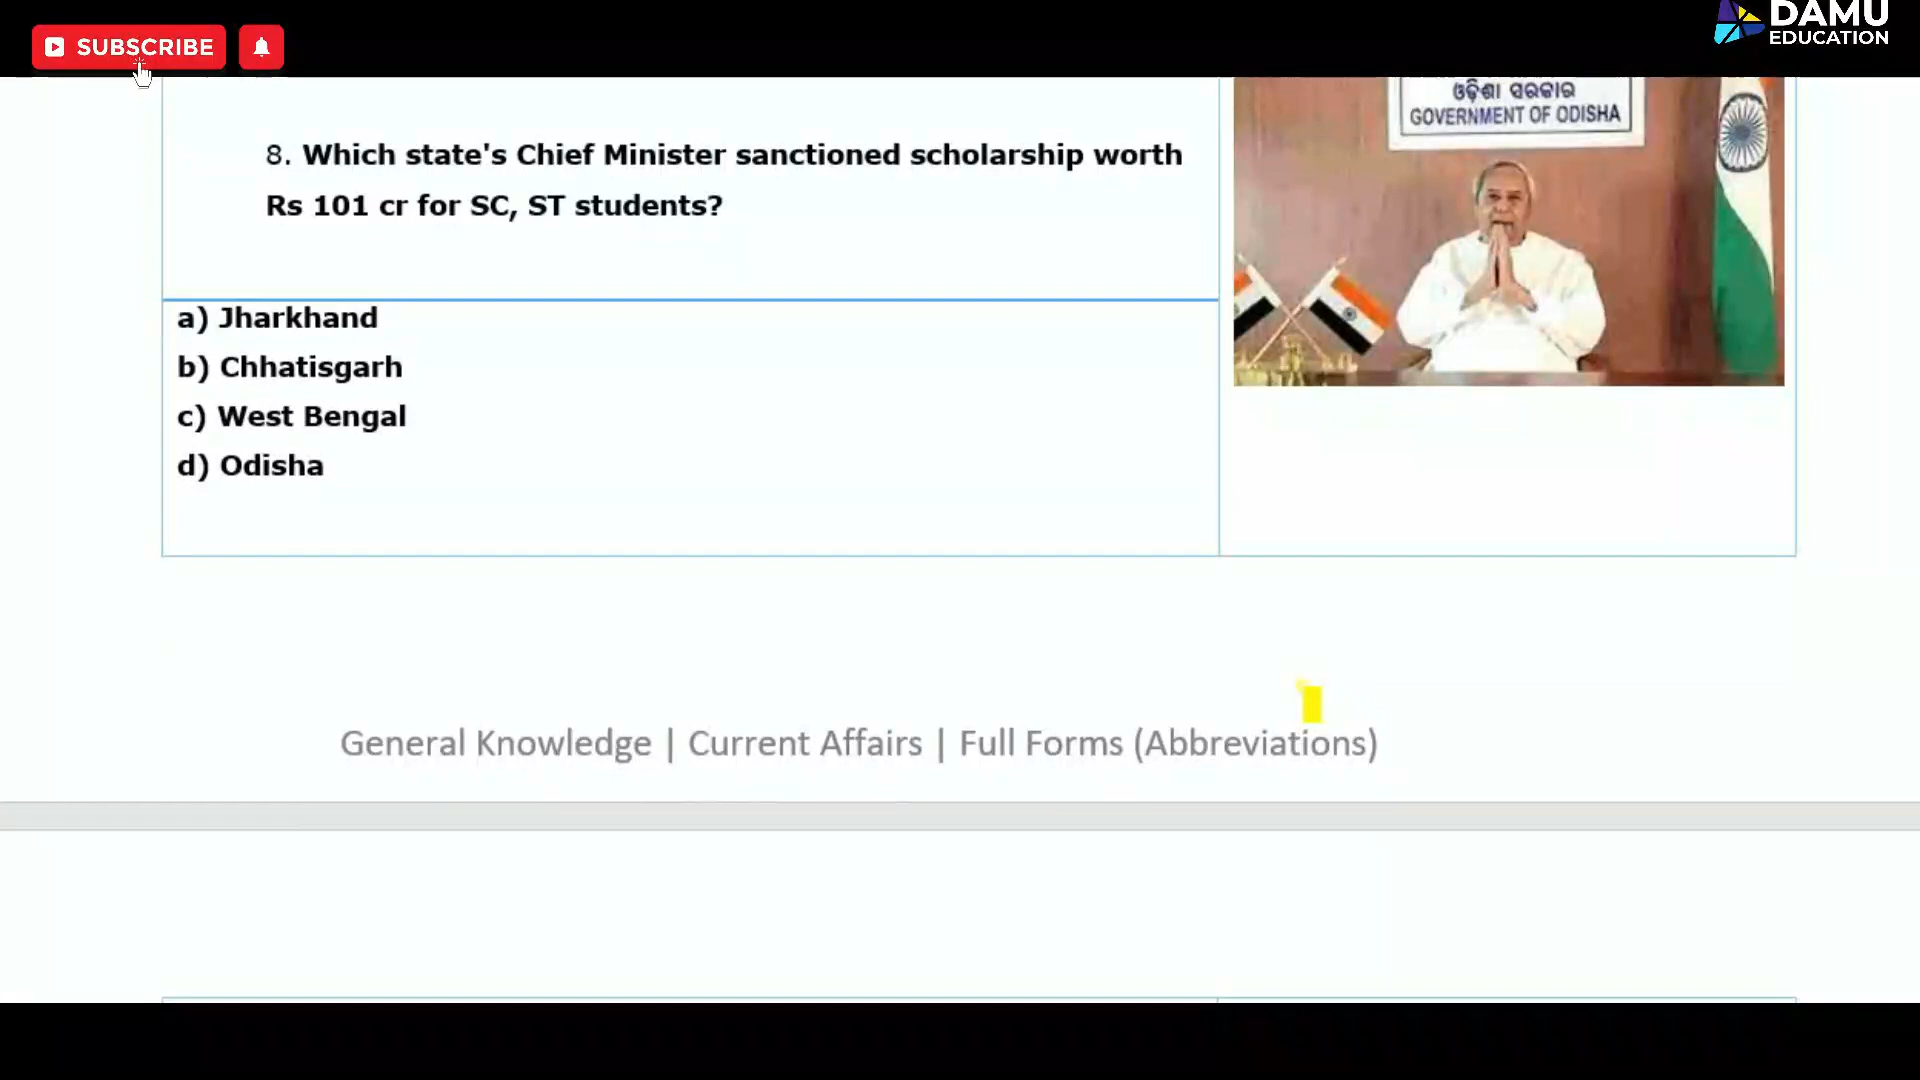 SUBSCRIBE
DAMU
EDUCATION
ଓଡ଼ିଶା ସରକାର
GOVERNMENT OF ODISHA
8. Which state's Chief Minister sanctioned scholarship worth
Rs 101 cr for SC, ST students?
a) Jharkhand
b) Chhatisgarh
c) West Bengal
d) Odisha
General Knowledge | Current Affairs | Full Forms (Abbreviations)